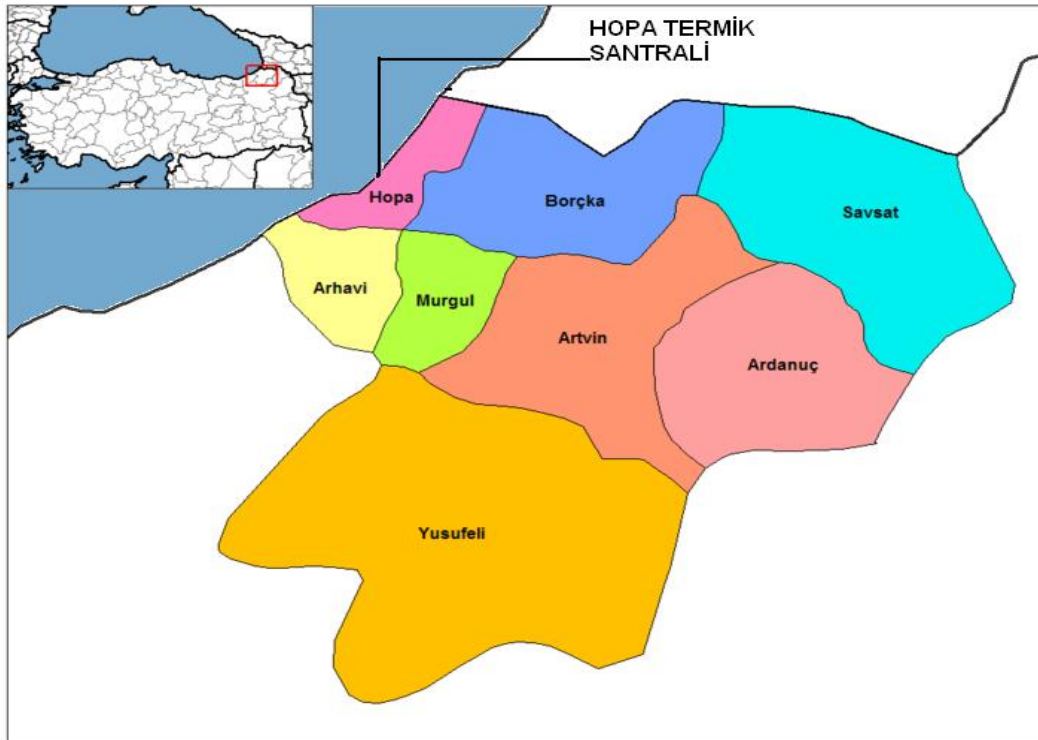 HOPA TERMİK
SANTRALİ
Hopa
Borçka
Savsat
Arhavi
Murgul
Artvin
Ardanuç
Yusufeli